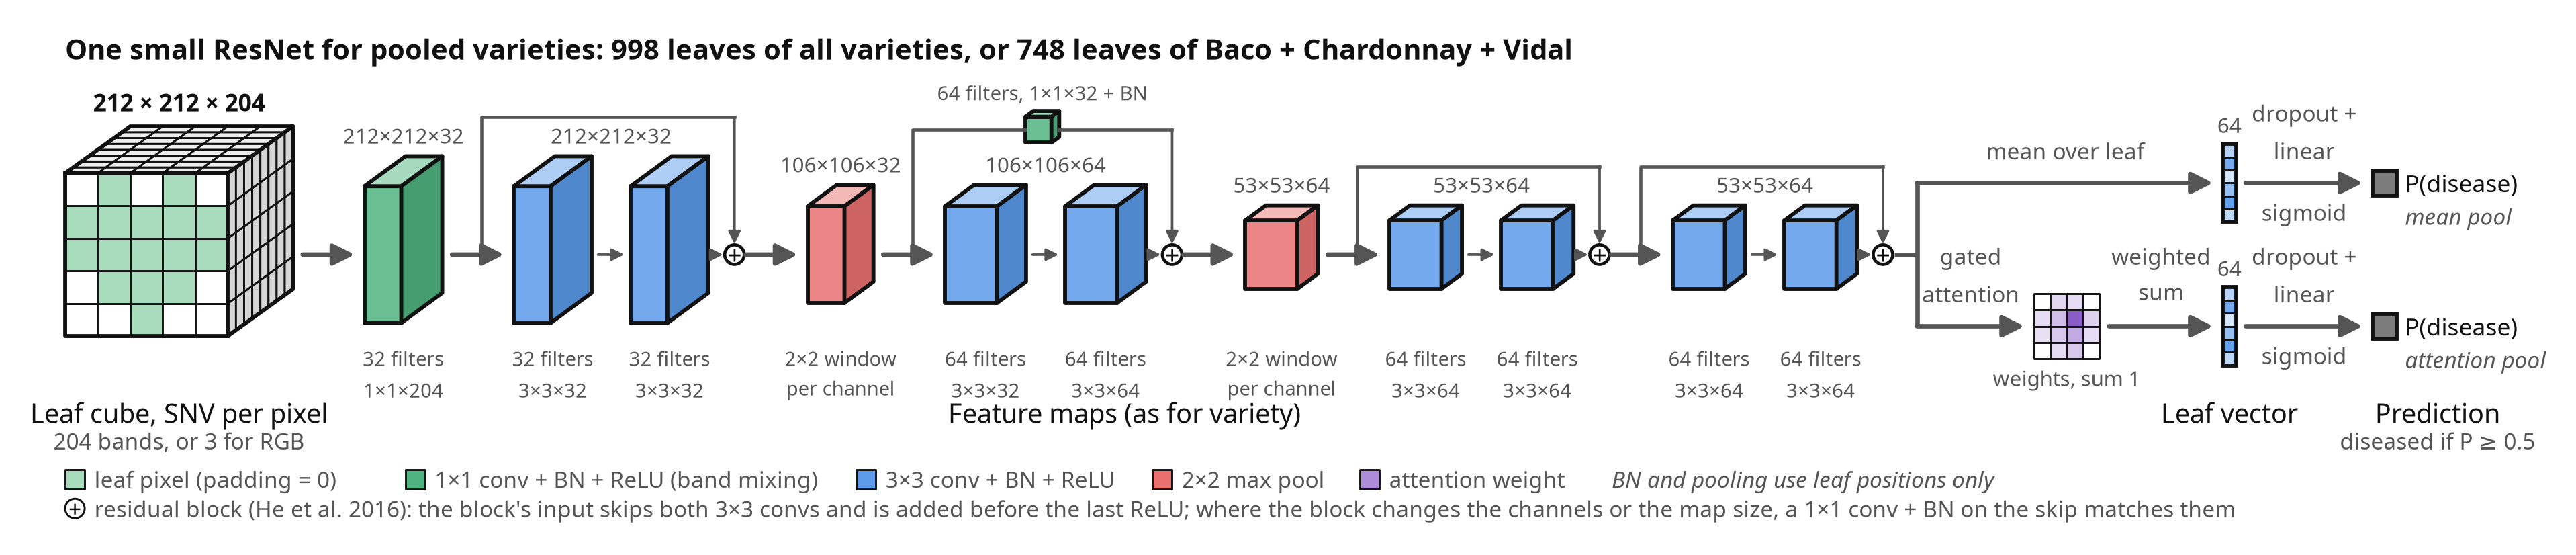 One small ResNet for pooled varieties: 998 leaves of all varieties, or 748 leaves of Baco + Chardonnay + Vidal
212 × 212 × 204
212×212×32
212×212×32
106×106×32
64 filters, 1×1×32 + BN
106×106×64
53×53×64
53×53×64
53×53×64
32 filters
1×1×204
32 filters
3×3×32
32 filters
3×3×32
2×2 window
per channel
64 filters
3×3×32
64 filters
3×3×64
2×2 window
per channel
64 filters
3×3×64
64 filters
3×3×64
64 filters
3×3×64
64 filters
3×3×64
mean over leaf
64
dropout +
linear
sigmoid
P(disease)
mean pool
gated
attention
weights, sum 1
weighted
sum
64
dropout +
linear
sigmoid
P(disease)
attention pool
Leaf cube, SNV per pixel
204 bands, or 3 for RGB
Feature maps (as for variety)
Leaf vector
Prediction
diseased if P ≥ 0.5
leaf pixel (padding = 0)
1×1 conv + BN + ReLU (band mixing)
3×3 conv + BN + ReLU
2×2 max pool
attention weight
BN and pooling use leaf positions only
residual block (He et al. 2016): the block's input skips both 3×3 convs and is added before the last ReLU; where the block changes the channels or the map size, a 1×1 conv + BN on the skip matches them